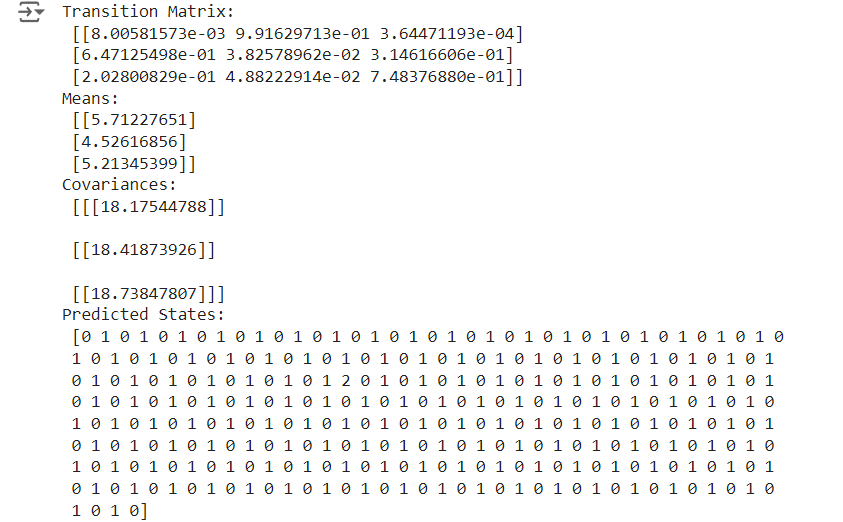 Transition Matrix:
[[8.00581573e-03 9.91629713e-01 3.64471193e-04]
[6.47125498e-01 3.82578962e-02 3.14616606e-01]
[2.02800829e-01 4.88222914e-02 7.48376880e-01]]
Means:
[[5.71227651]
[4.52616856]
[5.21345399]]
Covariances:
[[[18.17544788]]
[[18.41873926]]
[[18.73847807]]]
Predicted States:
[0 1 0 1 0 1 0 1 0 1 0 1 0 1 0 1 0 1 0 1 0 1 0 1 0 1 0 1 0 1 0 1 0 1 0 1 0
1 0 1 0 1 0 1 0 1 0 1 0 1 0 1 0 1 0 1 0 1 0 1 0 1 0 1 0 1 0 1 0 1 0 1 0 1
0 1 0 1 0 1 0 1 0 1 0 1 0 1 2 0 1 0 1 0 1 0 1 0 1 0 1 0 1 0 1 0 1 0 1 0 1
0 1 0 1 0 1 0 1 0 1 0 1 0 1 0 1 0 1 0 1 0 1 0 1 0 1 0 1 0 1 0 1 0 1 0 1 0
1 0 1 0 1 0 1 0 1 0 1 0 1 0 1 0 1 0 1 0 1 0 1 0 1 0 1 0 1 0 1 0 1 0 1 0 1
0 1 0 1 0 1 0 1 0 1 0 1 0 1 0 1 0 1 0 1 0 1 0 1 0 1 0 1 0 1 0 1 0 1 0 1 0
1 0 1 0 1 0 1 0 1 0 1 0 1 0 1 0 1 0 1 0 1 0 1 0 1 0 1 0 1 0 1 0 1 0 1 0 1
0 1 0 1 0 1 0 1 0 1 0 1 0 1 0 1 0 1 0 1 0 1 0 1 0 1 0 1 0 1 0 1 0 1 0 1 0
1 0 1 0]